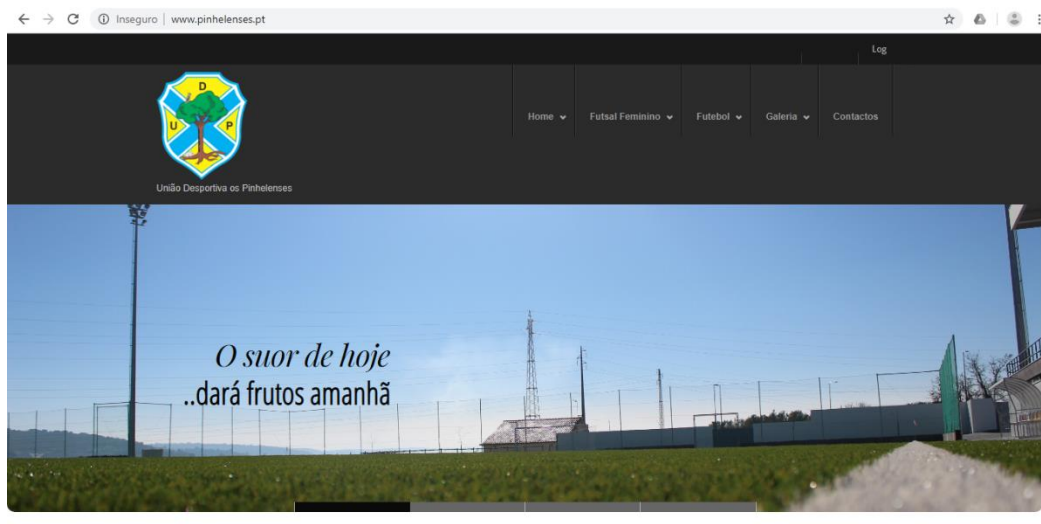 Inseguro | www.pinhelenses.pt
Log
D
U P
Home Futsal Feminino Futebol Galeria Contactos
União Desportiva os Pinhelenses
O suor de hoje
..dará frutos amanhã